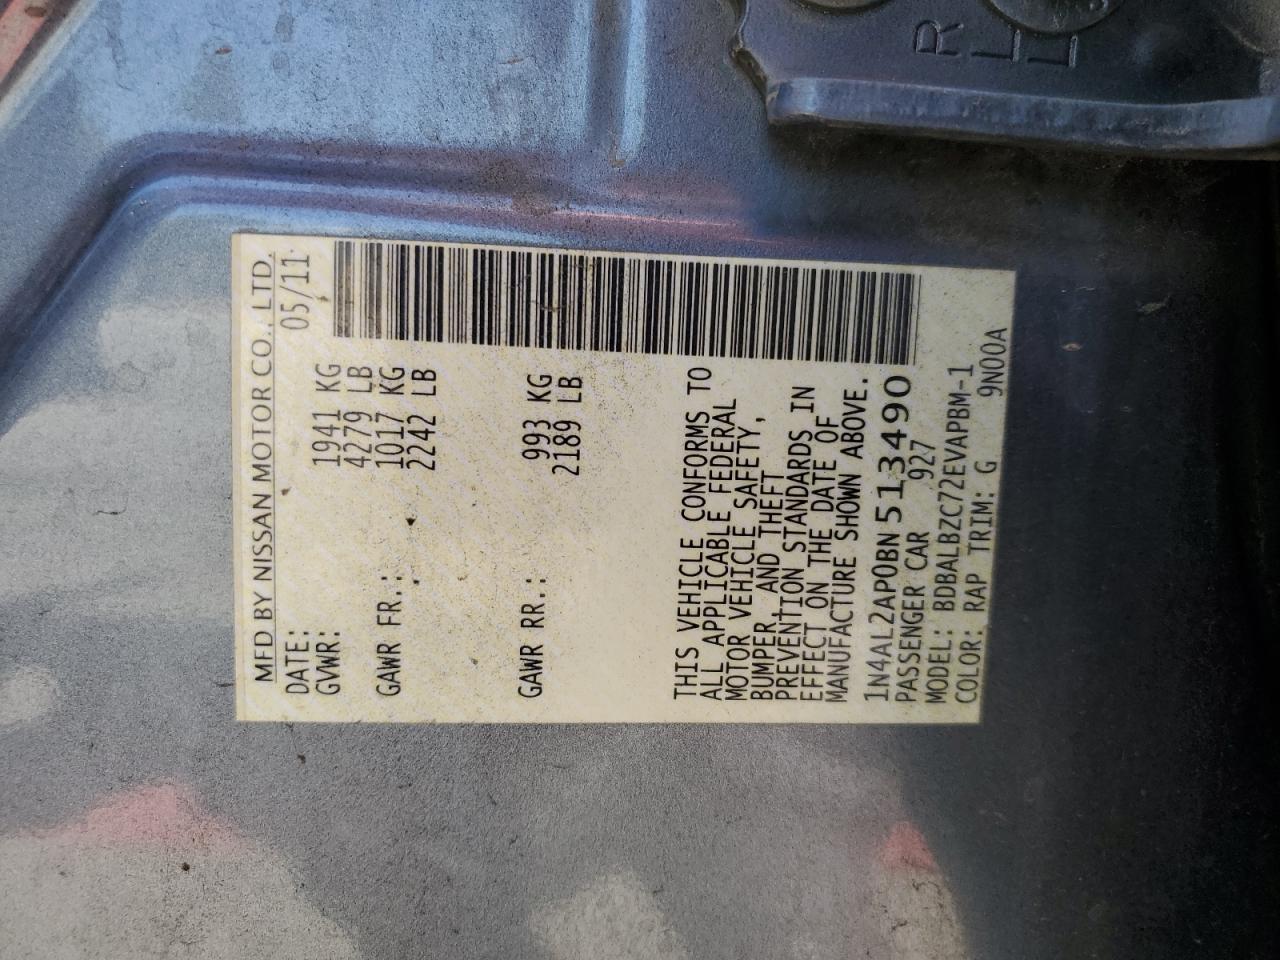 MFD BY NISSAN MOTOR CO., LTD.
DATE: 05/11
GVWR: 1941 KG
4279 LB
GAWR FR.: 1017 KG
2242 LB
GAWR RR.: 993 KG
2189 LB
THIS VEHICLE CONFORMS TO
ALL APPLICABLE FEDERAL
MOTOR VEHICLE SAFETY,
BUMPER, AND THEFT
PREVENTION STANDARDS IN
EFFECT ON THE DATE OF
MANUFACTURE SHOWN ABOVE.
1N4AL2AP0BN513490
PASSENGER CAR 927
MODEL: BDBALBZC72EVAPBM-1
COLOR: RAP TRIM: G 9N00A